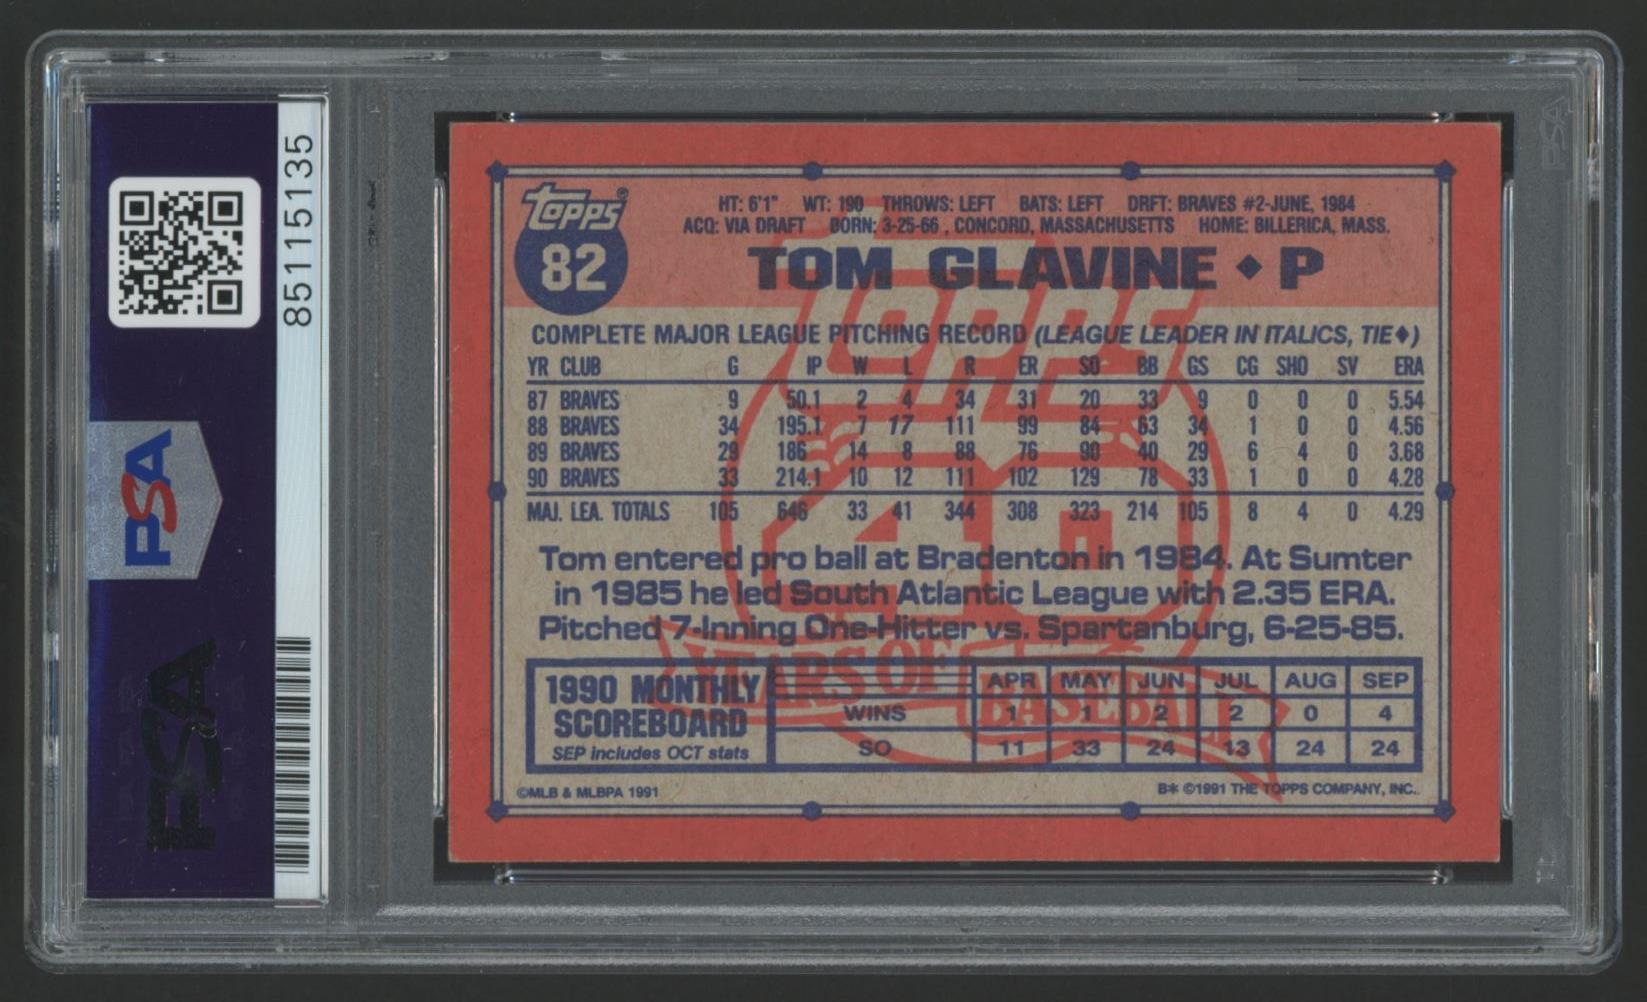 85115135
PSA
PSA
PSA
topps®
82
HT: 6'1" WT: 190 THROWS: LEFT BATS: LEFT DRFT: BRAVES #2-JUNE, 1984
ACQ: VIA DRAFT BORN: 3-25-66 , CONCORD, MASSACHUSETTS HOME: BILLERICA, MASS.
TOM GLAVINE ♦ P
COMPLETE MAJOR LEAGUE PITCHING RECORD (LEAGUE LEADER IN ITALICS, TIE♦)
YR CLUB G IP W L R ER SO BB GS CG SHO SV ERA
87 BRAVES 9 50.1 2 4 34 31 20 33 9 0 0 0 5.54
88 BRAVES 34 195.1 7 17 111 99 84 63 34 1 0 0 4.56
89 BRAVES 29 186 14 8 88 76 90 40 29 6 4 0 3.68
90 BRAVES 33 214.1 10 12 111 102 129 78 33 1 0 0 4.28
MAJ. LEA. TOTALS 105 646 33 41 344 308 323 214 105 8 4 0 4.29
Topps
40
YEARS OF BASEBALL
Tom entered pro ball at Bradenton in 1984. At Sumter
in 1985 he led South Atlantic League with 2.35 ERA.
Pitched 7-Inning One-Hitter vs. Spartanburg, 6-25-85.
1990 MONTHLY
SCOREBOARD
SEP includes OCT stats
APR MAY JUN JUL AUG SEP
WINS 1 1 2 2 0 4
SO 11 33 24 13 24 24
©MLB & MLBPA 1991
B* ©1991 THE TOPPS COMPANY, INC.